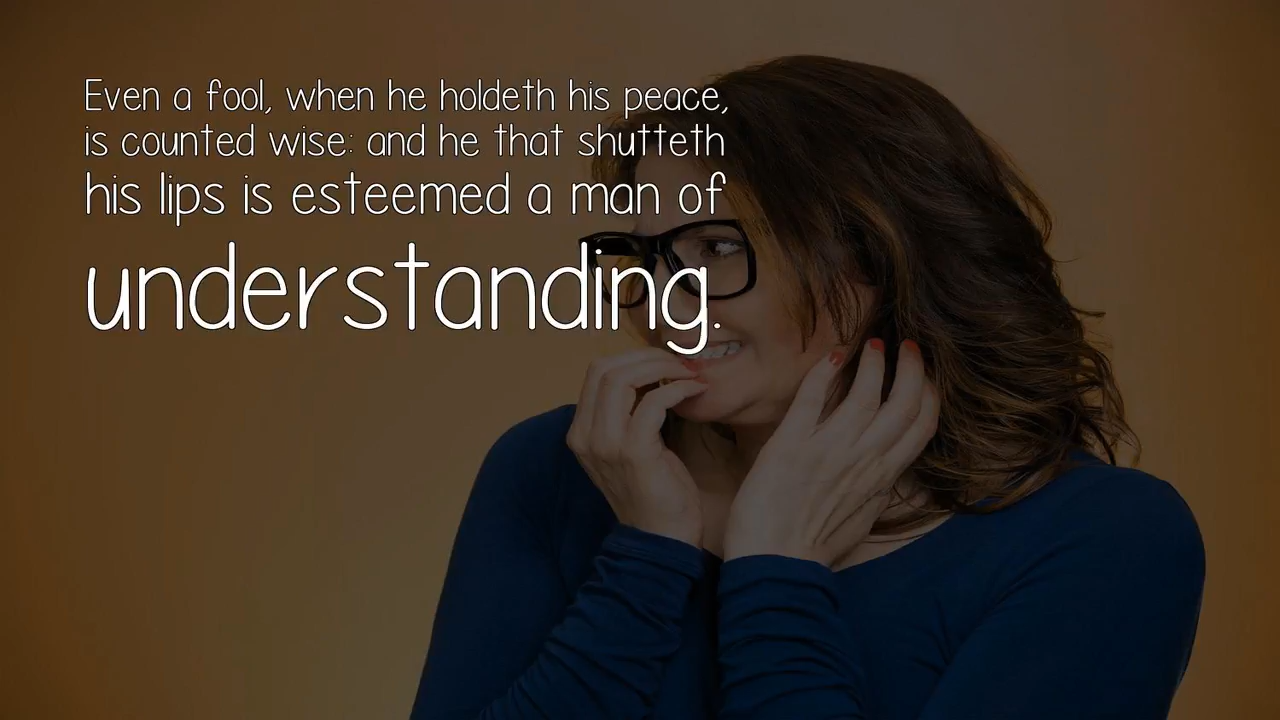 Even a fool, when he holdeth his peace,
is counted wise: and he that shutteth
his lips is esteemed a man of
understanding.